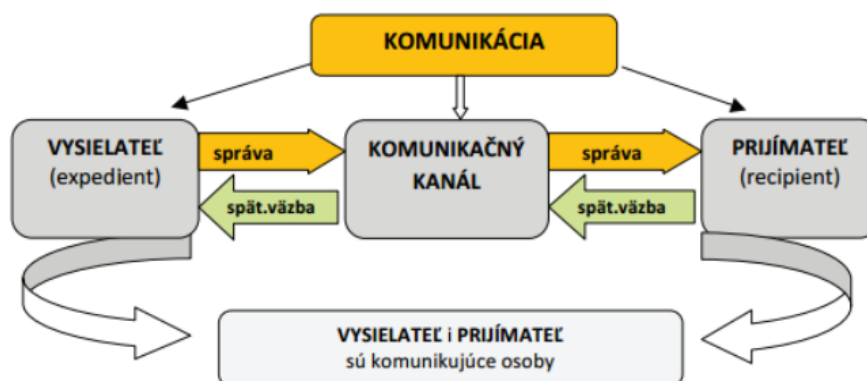 KOMUNIKÁCIA
VYSIELATEĽ
(expedient)
správa
spät.väzba
KOMUNIKAČNÝ
KANÁL
správa
spät.väzba
PRIJÍMATEĽ
(recipient)
VYSIELATEĽ i PRIJÍMATEĽ
sú komunikujúce osoby